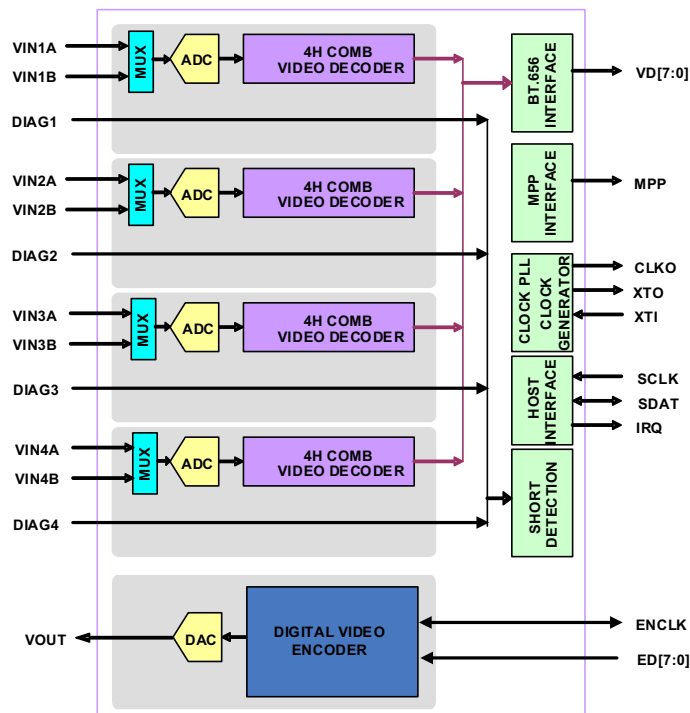 VIN1A
VIN1B
MUX
ADC
4H COMB
VIDEO DECODER
DIAG1
BT.656
INTERFACE
VD[7:0]
VIN2A
VIN2B
MUX
ADC
4H COMB
VIDEO DECODER
DIAG2
MPP
INTERFACE
MPP
VIN3A
VIN3B
MUX
ADC
4H COMB
VIDEO DECODER
DIAG3
CLOCK PLL
CLOCK
GENERATOR
CLKO
XTO
XTI
HOST
INTERFACE
SCLK
SDAT
IRQ
VIN4A
VIN4B
MUX
ADC
4H COMB
VIDEO DECODER
DIAG4
SHORT
DETECTION
VOUT
DAC
DIGITAL VIDEO
ENCODER
ENCLK
ED[7:0]